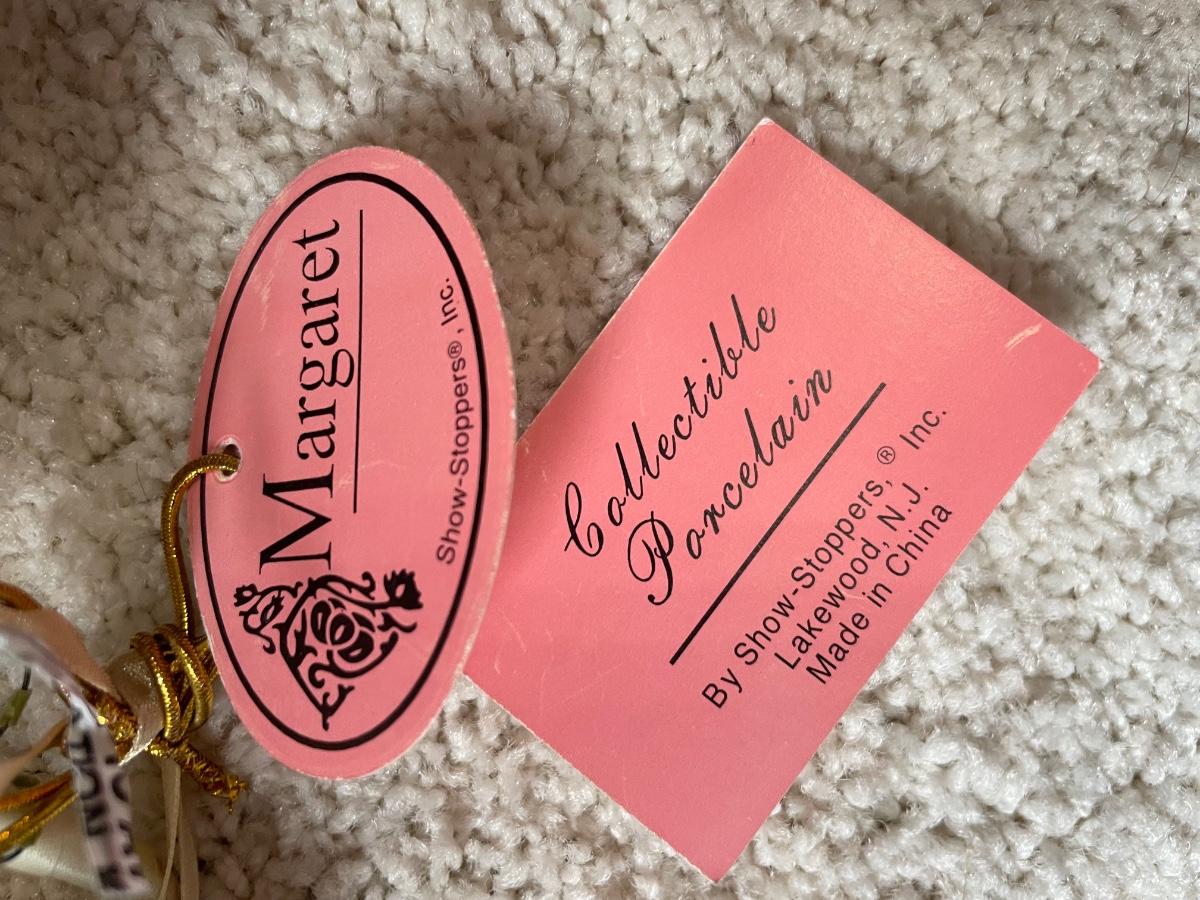 Margaret
Show-Stoppers®, Inc.
Collectible
Porcelain
By Show-Stoppers,® Inc.
Lakewood, N.J.
Made in China